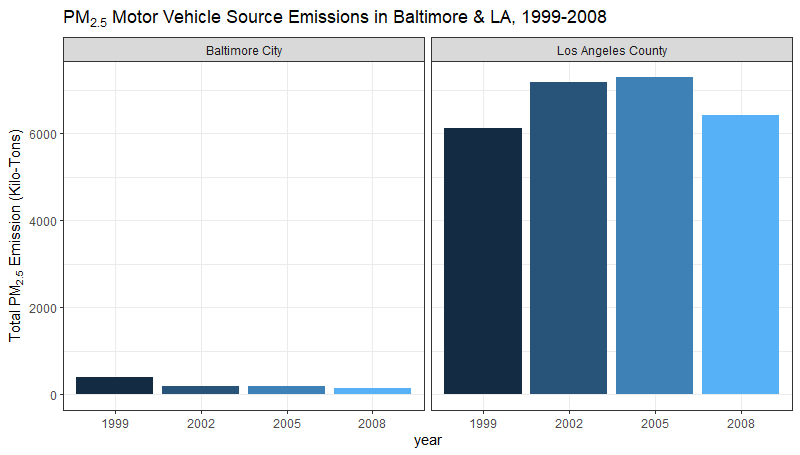 PM2.5 Motor Vehicle Source Emissions in Baltimore & LA, 1999-2008
Baltimore City
Los Angeles County
Total PM2.5 Emission (Kilo-Tons)
6000
4000
2000
0
1999 2002 2005 2008
1999 2002 2005 2008
year